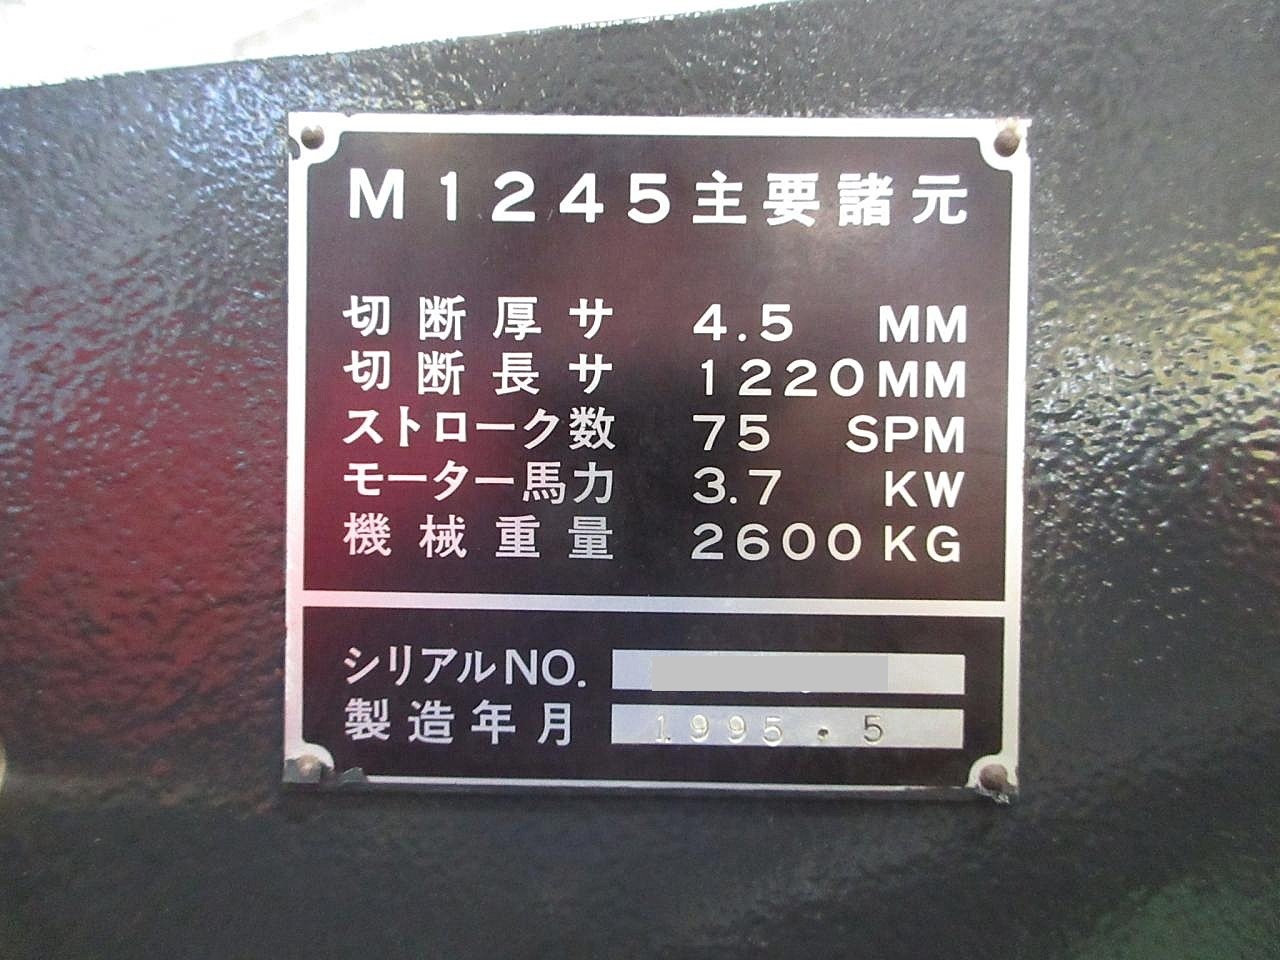 M1245主要諸元
切断厚サ 4.5 MM
切断長サ 1220MM
ストローク数 75 SPM
モーター馬力 3.7 KW
機械重量 2600KG
シリアルNO.
製造年月 1995.5